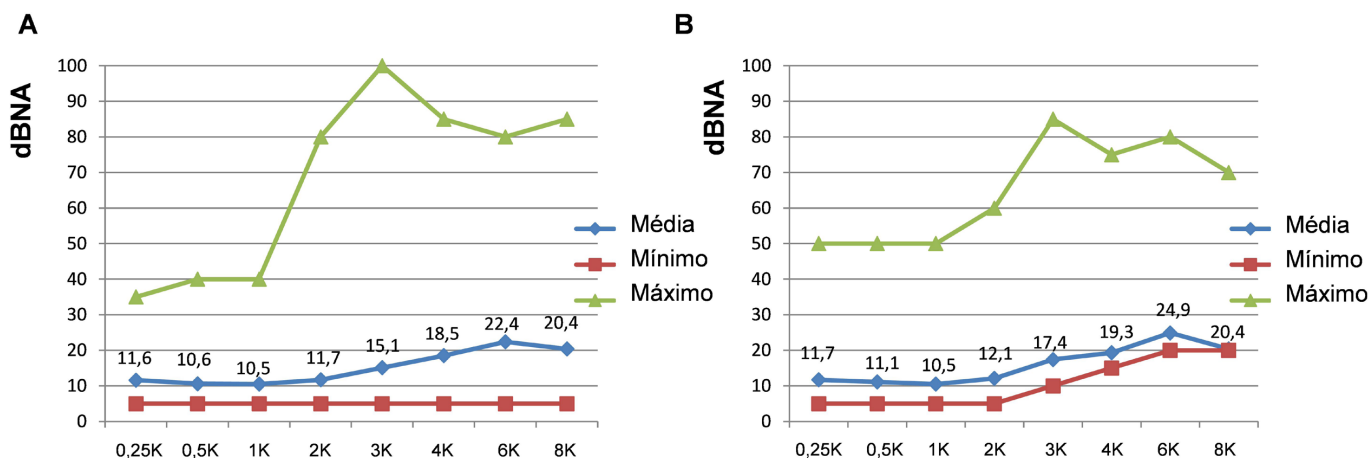 A
dBNA
100
90
80
70
60
50
40
30
20
10
0
11,6
10,6
10,5
11,7
15,1
18,5
22,4
20,4
0,25K
0,5K
1K
2K
3K
4K
6K
8K
Média
Mínimo
Máximo
B
dBNA
100
90
80
70
60
50
40
30
20
10
0
11,7
11,1
10,5
12,1
17,4
19,3
24,9
20,4
0,25K
0,5K
1K
2K
3K
4K
6K
8K
Média
Mínimo
Máximo